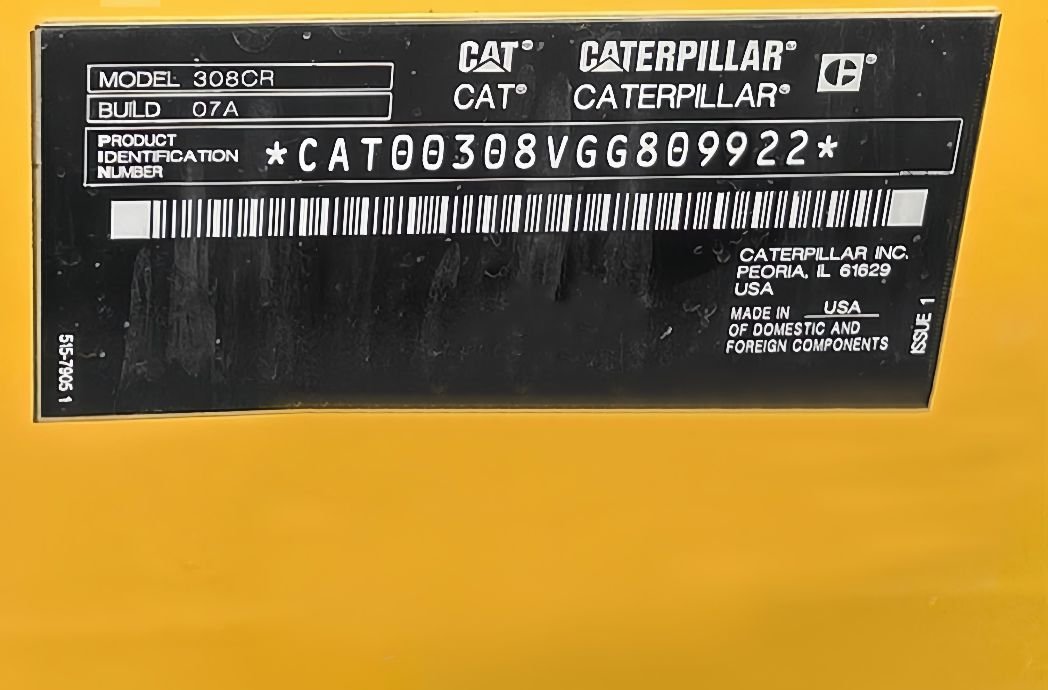 CAT® CATERPILLAR®
CAT® CATERPILLAR®
MODEL 308CR
BUILD 07A
PRODUCT
IDENTIFICATION
NUMBER
*CAT00308VGG809922*
CATERPILLAR INC.
PEORIA, IL 61629
USA
MADE IN USA
OF DOMESTIC AND
FOREIGN COMPONENTS
ISSUE 1
515-7905 1